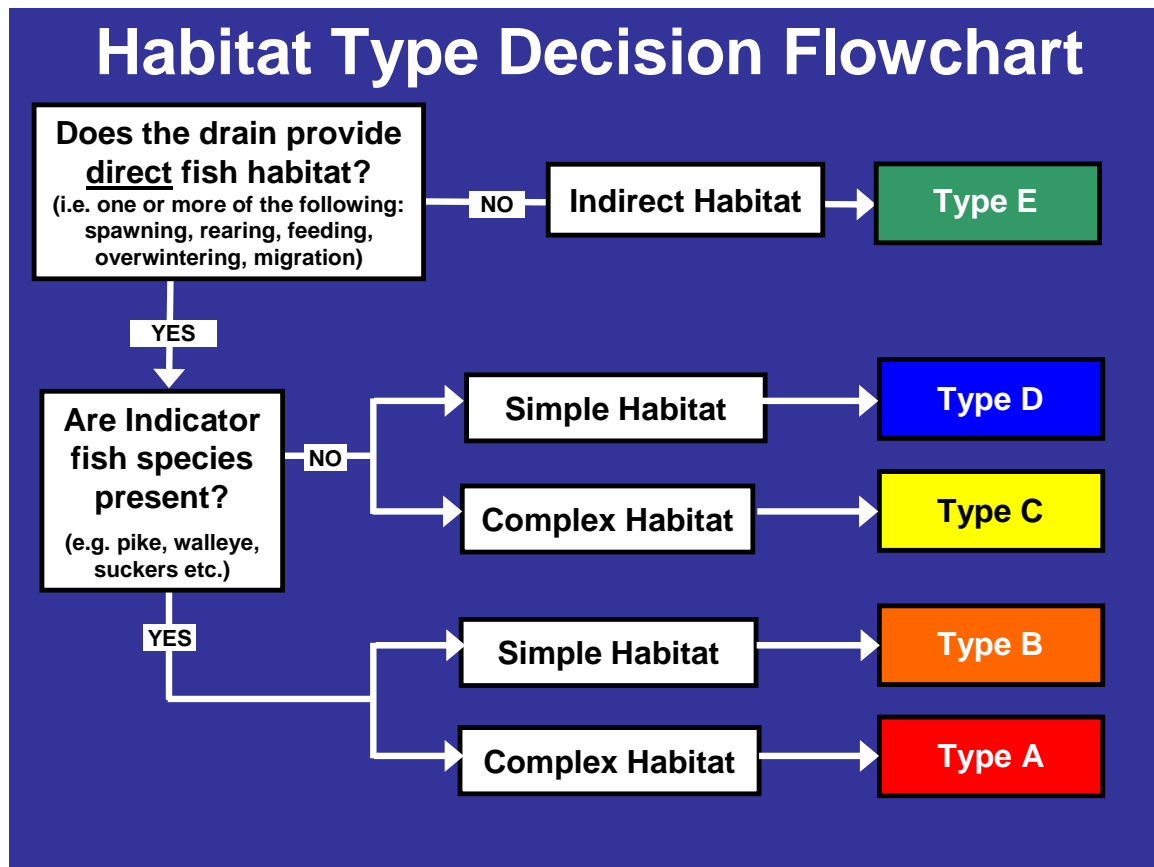 Habitat Type Decision Flowchart
Does the drain provide
direct fish habitat?
(i.e. one or more of the following:
spawning, rearing, feeding,
overwintering, migration)
NO
Indirect Habitat
Type E
YES
Are Indicator
fish species
present?
(e.g. pike, walleye,
suckers etc.)
NO
Simple Habitat
Type D
Complex Habitat
Type C
YES
Simple Habitat
Type B
Complex Habitat
Type A